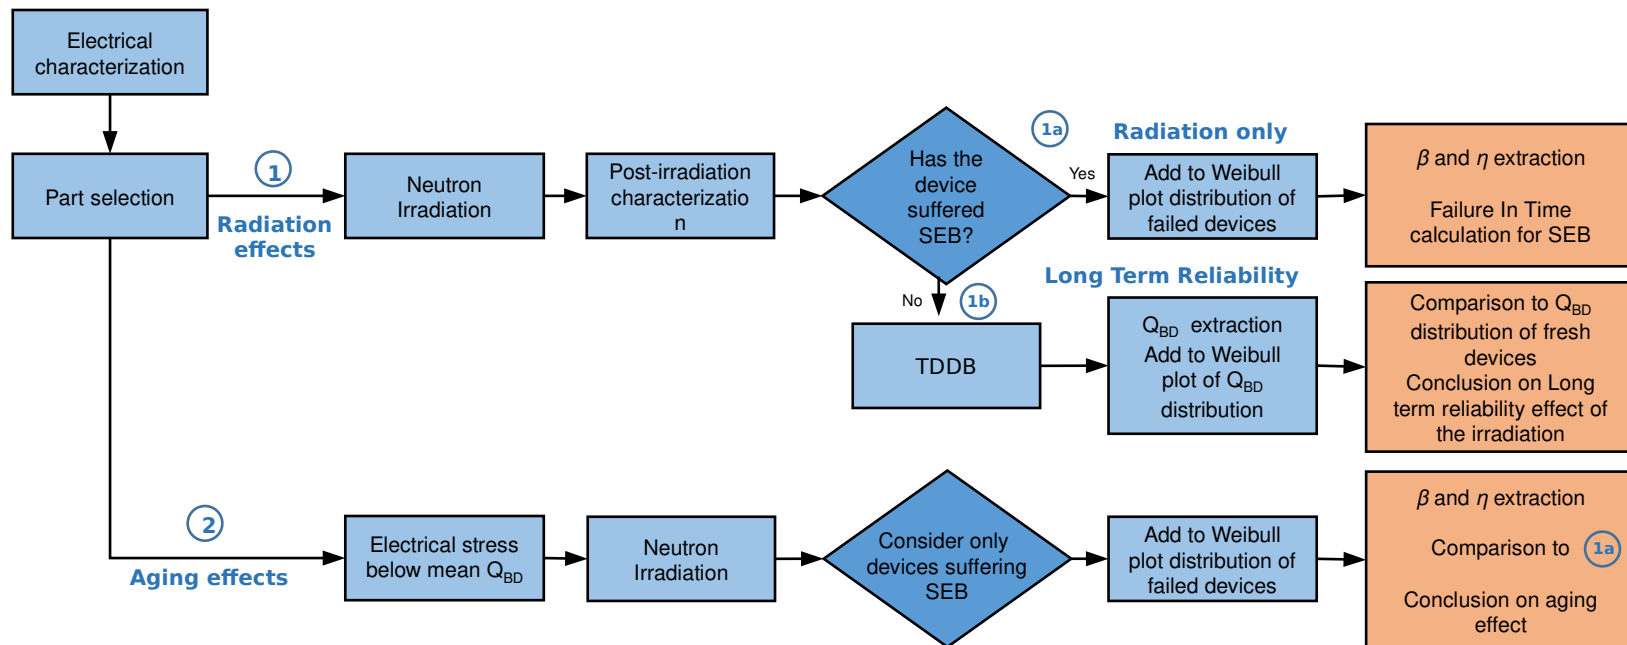 Electrical
characterization
Part selection
1
Radiation
effects
Neutron
Irradiation
Post-irradiation
characterizatio
n
Has the
device
suffered
SEB?
1a
Yes
Radiation only
Add to Weibull
plot distribution of
failed devices
β and η extraction
Failure In Time
calculation for SEB
No
1b
Long Term Reliability
TDDB
QBD extraction
Add to Weibull
plot of QBD
distribution
Comparison to QBD
distribution of fresh
devices
Conclusion on Long
term reliability effect of
the irradiation
2
Aging effects
Electrical stress
below mean QBD
Neutron
Irradiation
Consider only
devices suffering
SEB
Add to Weibull
plot distribution of
failed devices
β and η extraction
Comparison to 1a
Conclusion on aging
effect